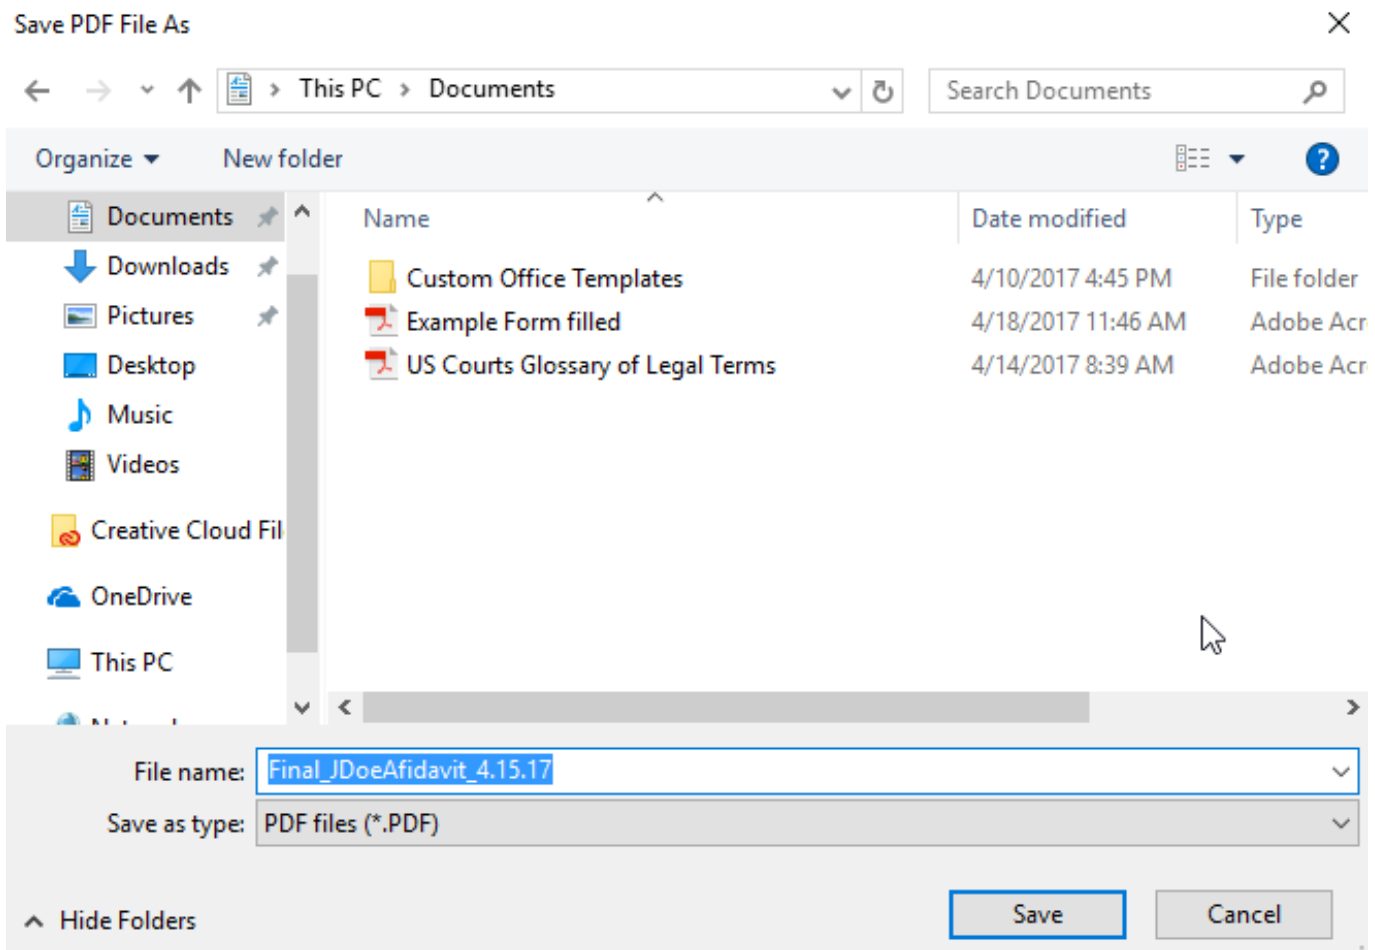 Save PDF File As
This PC > Documents
Search Documents
Organize
New folder
?
Name
Date modified
Type
Documents
Downloads
Pictures
Desktop
Music
Videos
Creative Cloud Fil
OneDrive
This PC
Custom Office Templates 4/10/2017 4:45 PM File folder
Example Form filled 4/18/2017 11:46 AM Adobe Acr
US Courts Glossary of Legal Terms 4/14/2017 8:39 AM Adobe Acr
File name: Final_JDoeAfidavit_4.15.17
Save as type: PDF files (*.PDF)
Hide Folders
Save
Cancel